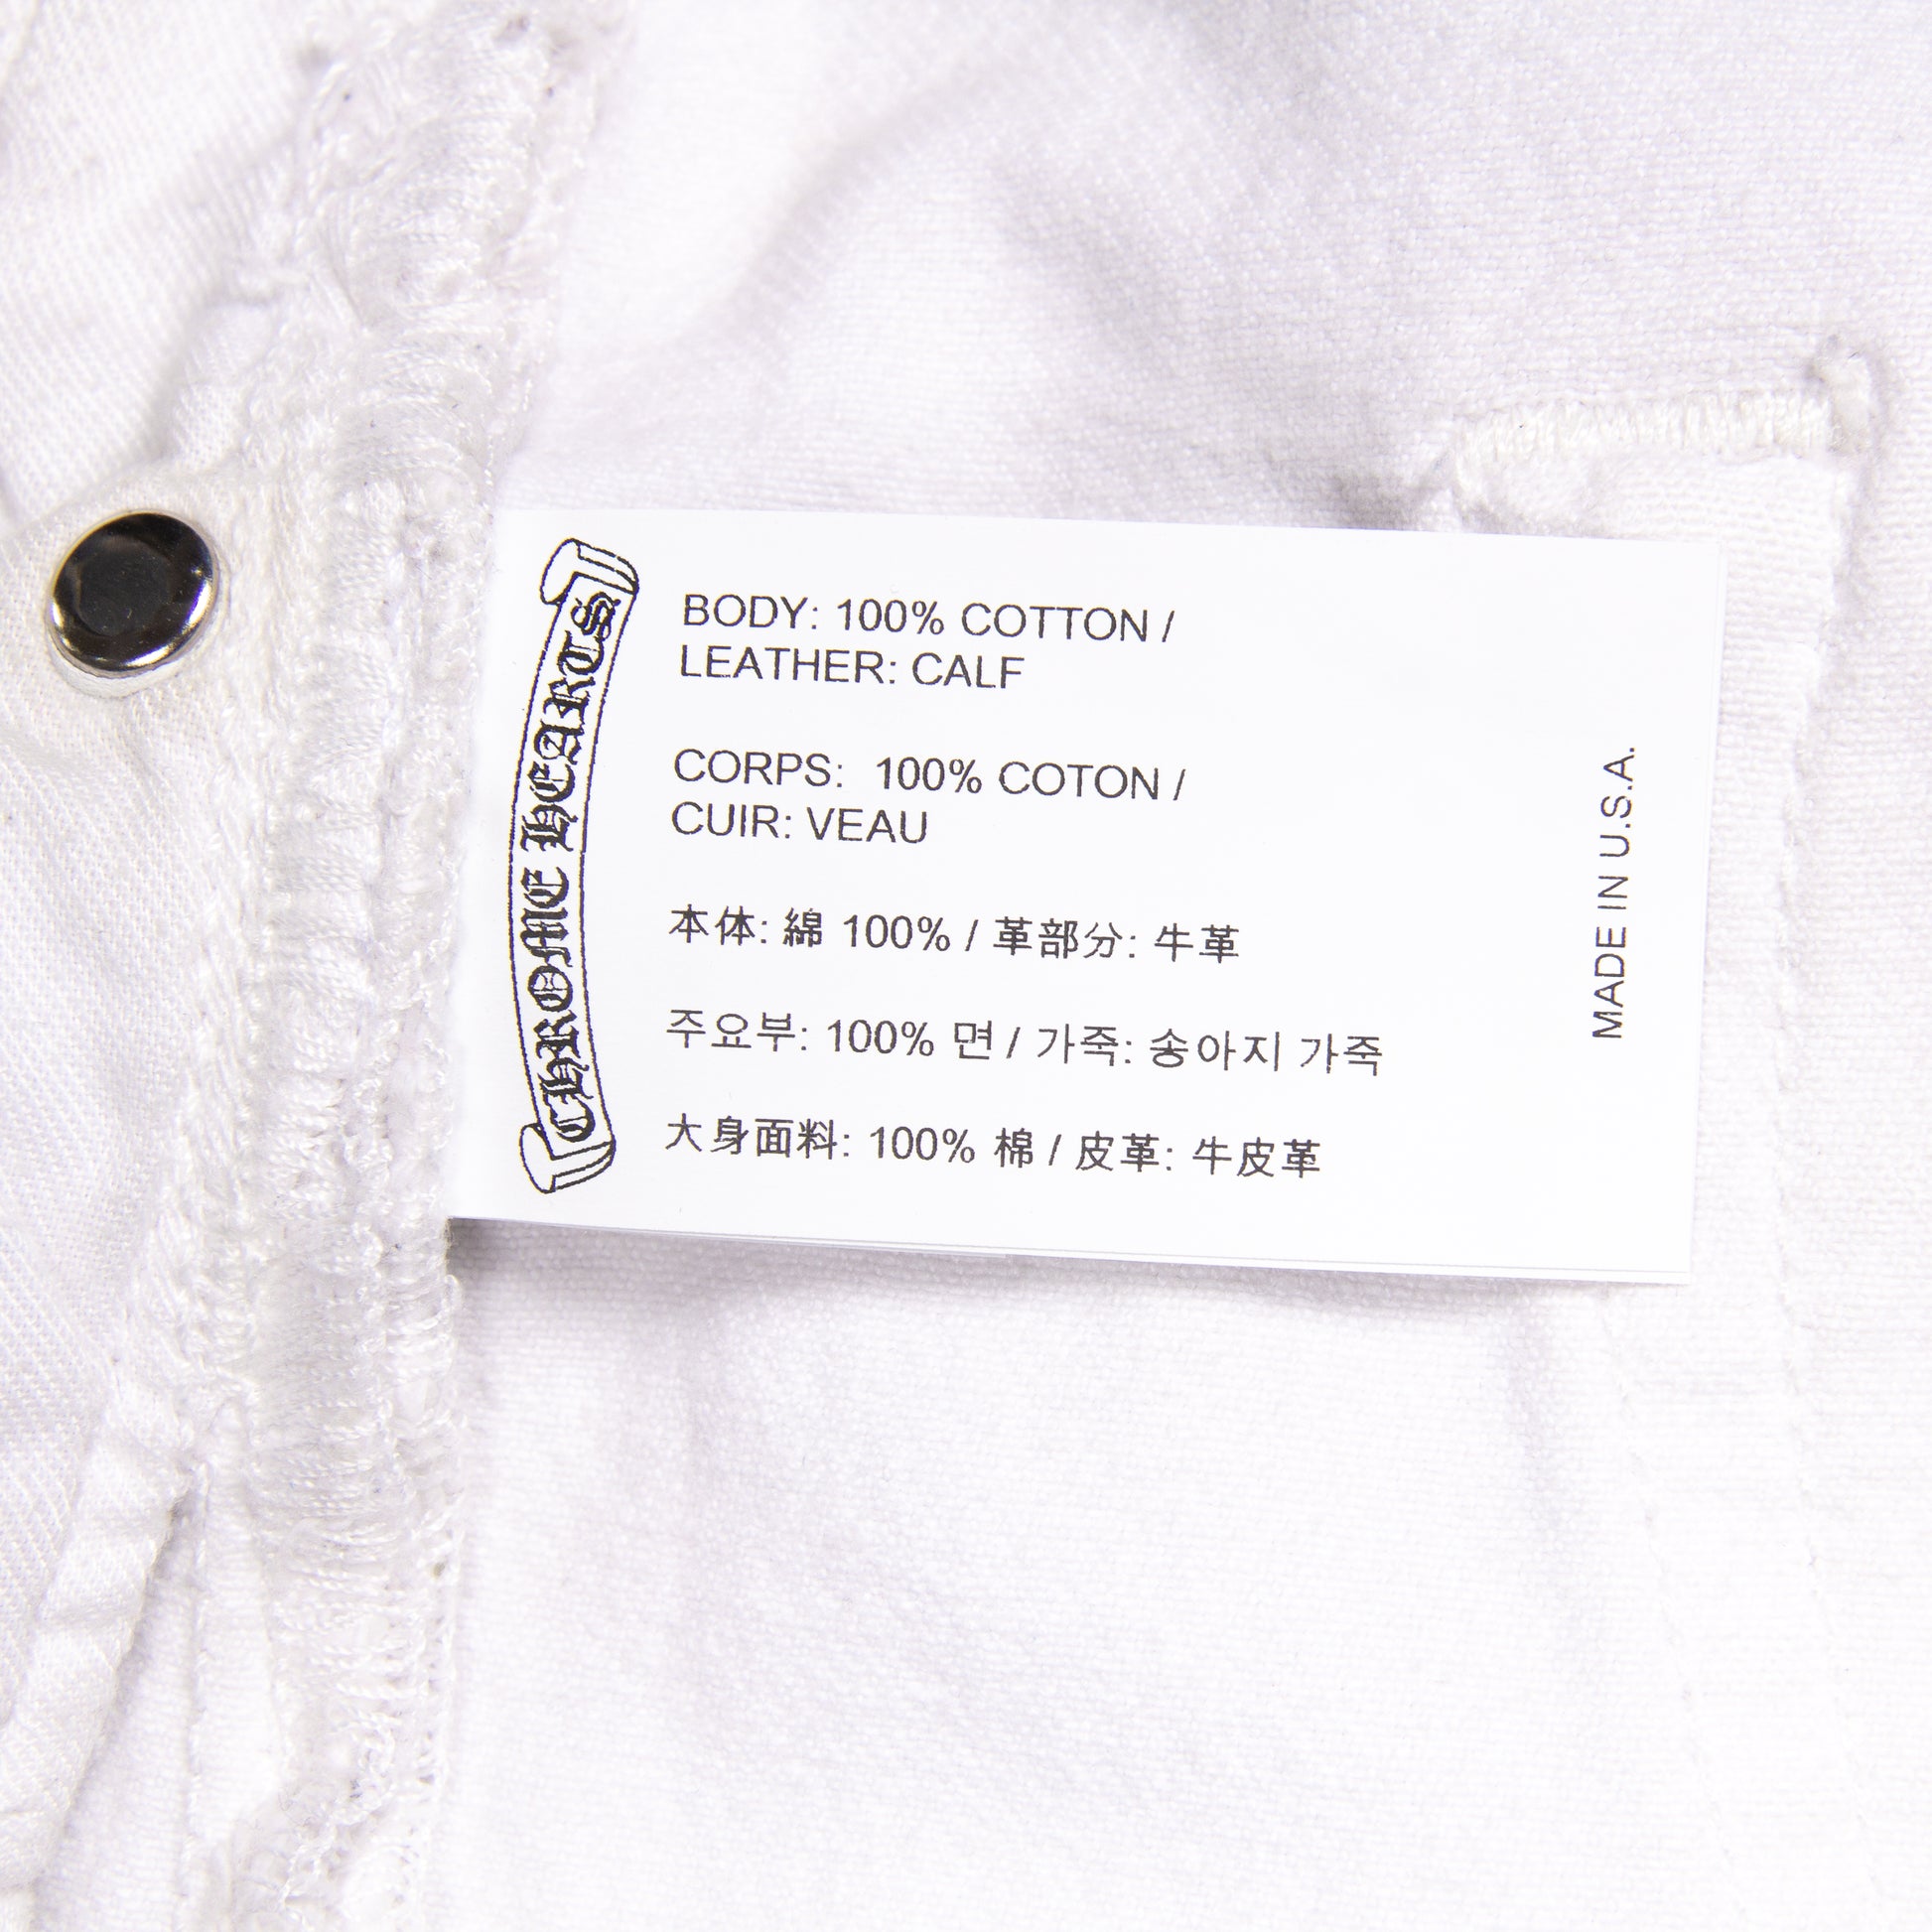 CHROME HEARTS
BODY: 100% COTTON /
LEATHER: CALF
CORPS: 100% COTON /
CUIR: VEAU
本体: 綿 100% / 革部分: 牛革
주요부: 100% 면 / 가죽: 송아지 가죽
大身面料: 100% 棉 / 皮革: 牛皮革
MADE IN U.S.A.